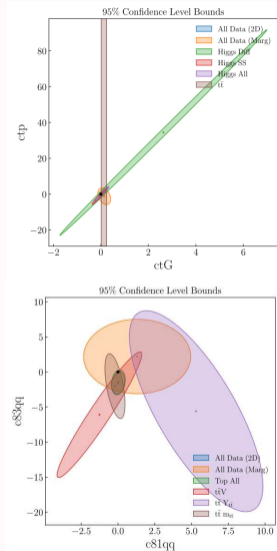 95% Confidence Level Bounds
All Data (2D)
All Data (Marg)
Higgs Diff
Higgs SS
Higgs All
tt̄
ctp
80
60
40
20
0
−20
−2 0 2 4 6
ctG
95% Confidence Level Bounds
c83qq
10
5
0
−5
−10
−15
−20
All Data (2D)
All Data (Marg)
Top All
tt̄V
tt̄ Y_tt̄
tt̄ m_tt̄
−2.5 0.0 2.5 5.0 7.5 10.0
c81qq